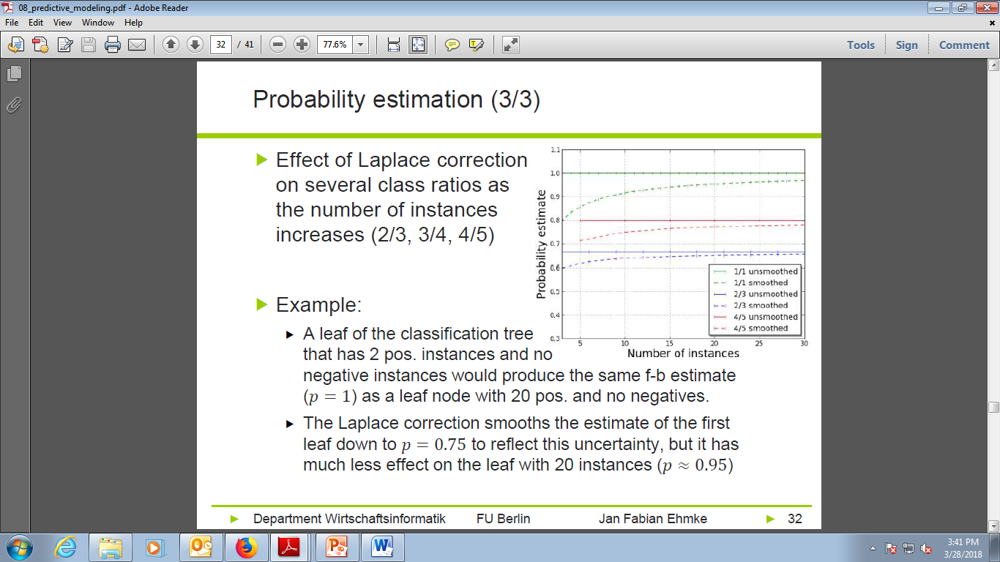 08_predictive_modeling.pdf - Adobe Reader
File Edit View Window Help
32 / 41 77.6% Tools Sign Comment
Probability estimation (3/3)
Effect of Laplace correction
on several class ratios as
the number of instances
increases (2/3, 3/4, 4/5)
Probability estimate
1.1
1.0
0.9
0.8
0.7
0.6
0.5
0.4
0.3
5 10 15 20 25 30
Number of instances
1/1 unsmoothed
1/1 smoothed
2/3 unsmoothed
2/3 smoothed
4/5 unsmoothed
4/5 smoothed
Example:
A leaf of the classification tree
that has 2 pos. instances and no
negative instances would produce the same f-b estimate
(p = 1) as a leaf node with 20 pos. and no negatives.
The Laplace correction smooths the estimate of the first
leaf down to p = 0.75 to reflect this uncertainty, but it has
much less effect on the leaf with 20 instances (p ≈ 0.95)
Department Wirtschaftsinformatik FU Berlin Jan Fabian Ehmke 32
3:41 PM
3/28/2018